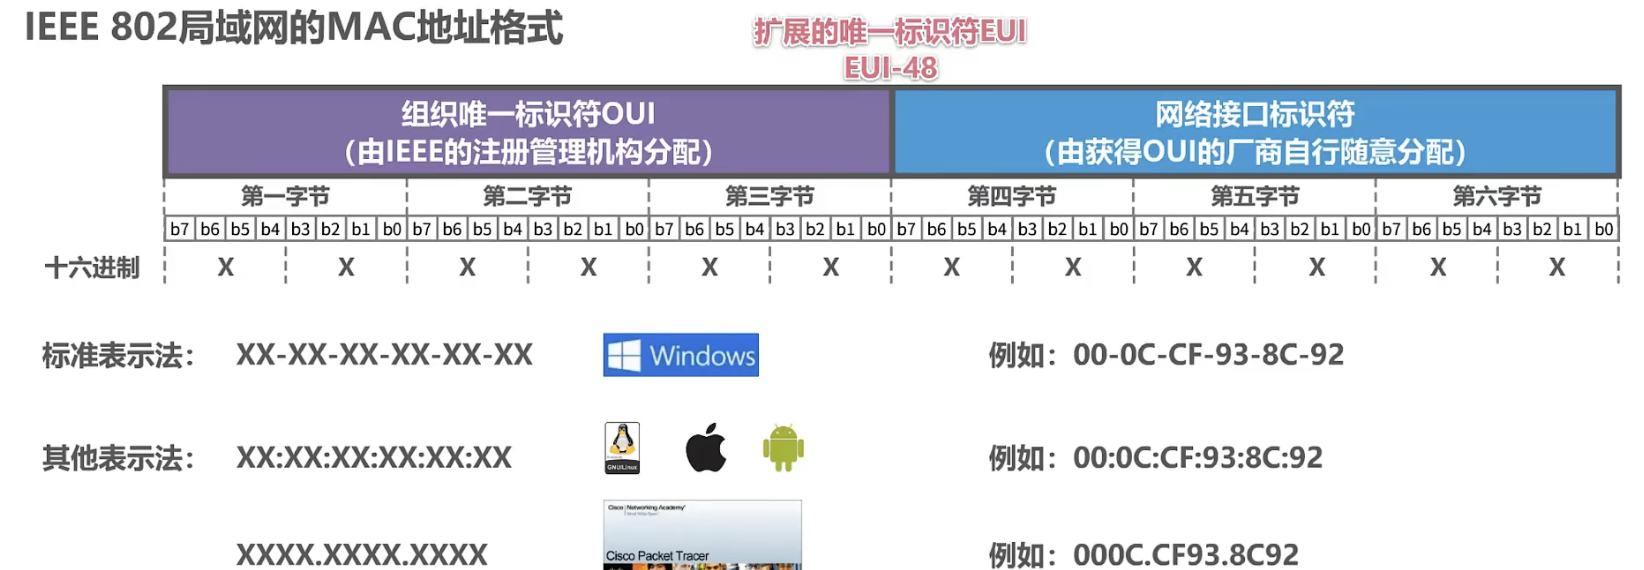 IEEE 802局域网的MAC地址格式
扩展的唯一标识符EUI
EUI-48
组织唯一标识符OUI
（由IEEE的注册管理机构分配）
网络接口标识符
（由获得OUI的厂商自行随意分配）
第一字节 第二字节 第三字节 第四字节 第五字节 第六字节
b7 b6 b5 b4 b3 b2 b1 b0 b7 b6 b5 b4 b3 b2 b1 b0 b7 b6 b5 b4 b3 b2 b1 b0 b7 b6 b5 b4 b3 b2 b1 b0 b7 b6 b5 b4 b3 b2 b1 b0 b7 b6 b5 b4 b3 b2 b1 b0
十六进制 X X X X X X X X X X X X
标准表示法： XX-XX-XX-XX-XX-XX Windows 例如：00-0C-CF-93-8C-92
其他表示法： XX:XX:XX:XX:XX:XX GNU/Linux 例如：00:0C:CF:93:8C:92
Cisco Networking Academy
XXXX.XXXX.XXXX Cisco Packet Tracer 例如：000C.CF93.8C92